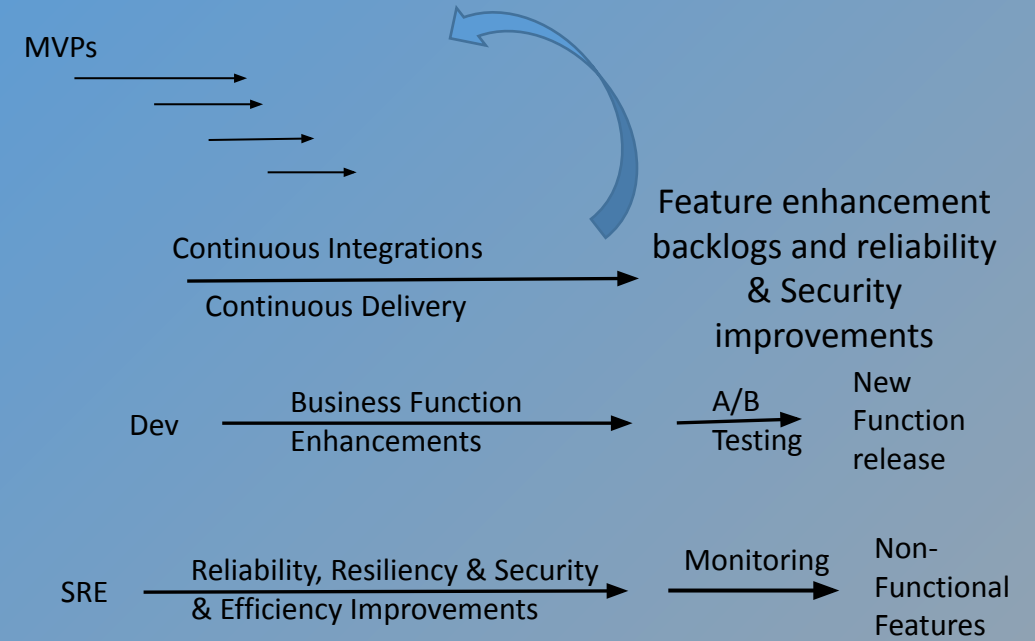 MVPs
Continuous Integrations
Continuous Delivery
Feature enhancement
backlogs and reliability
& Security
improvements
Dev
Business Function
Enhancements
A/B
Testing
New
Function
release
SRE
Reliability, Resiliency & Security
& Efficiency Improvements
Monitoring
Non-
Functional
Features